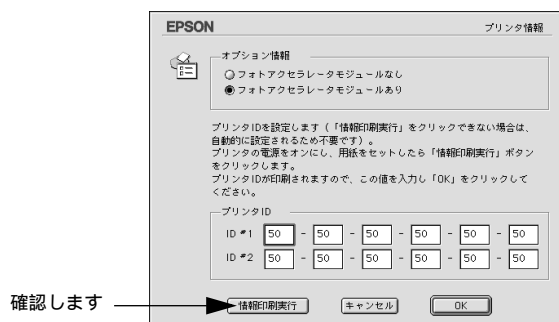 EPSON プリンタ情報
オプション情報
フォトアクセラレータモジュールなし
フォトアクセラレータモジュールあり
プリンタIDを設定します（「情報印刷実行」をクリックできない場合は、
自動的に設定されるため不要です）。
プリンタの電源をオンにし、用紙をセットしたら「情報印刷実行」ボタン
をクリックします。
プリンタIDが印刷されますので、この値を入力し「OK」をクリックして
ください。
プリンタID
ID #1 50 - 50 - 50 - 50 - 50 - 50
ID #2 50 - 50 - 50 - 50 - 50 - 50
確認します 情報印刷実行 キャンセル OK